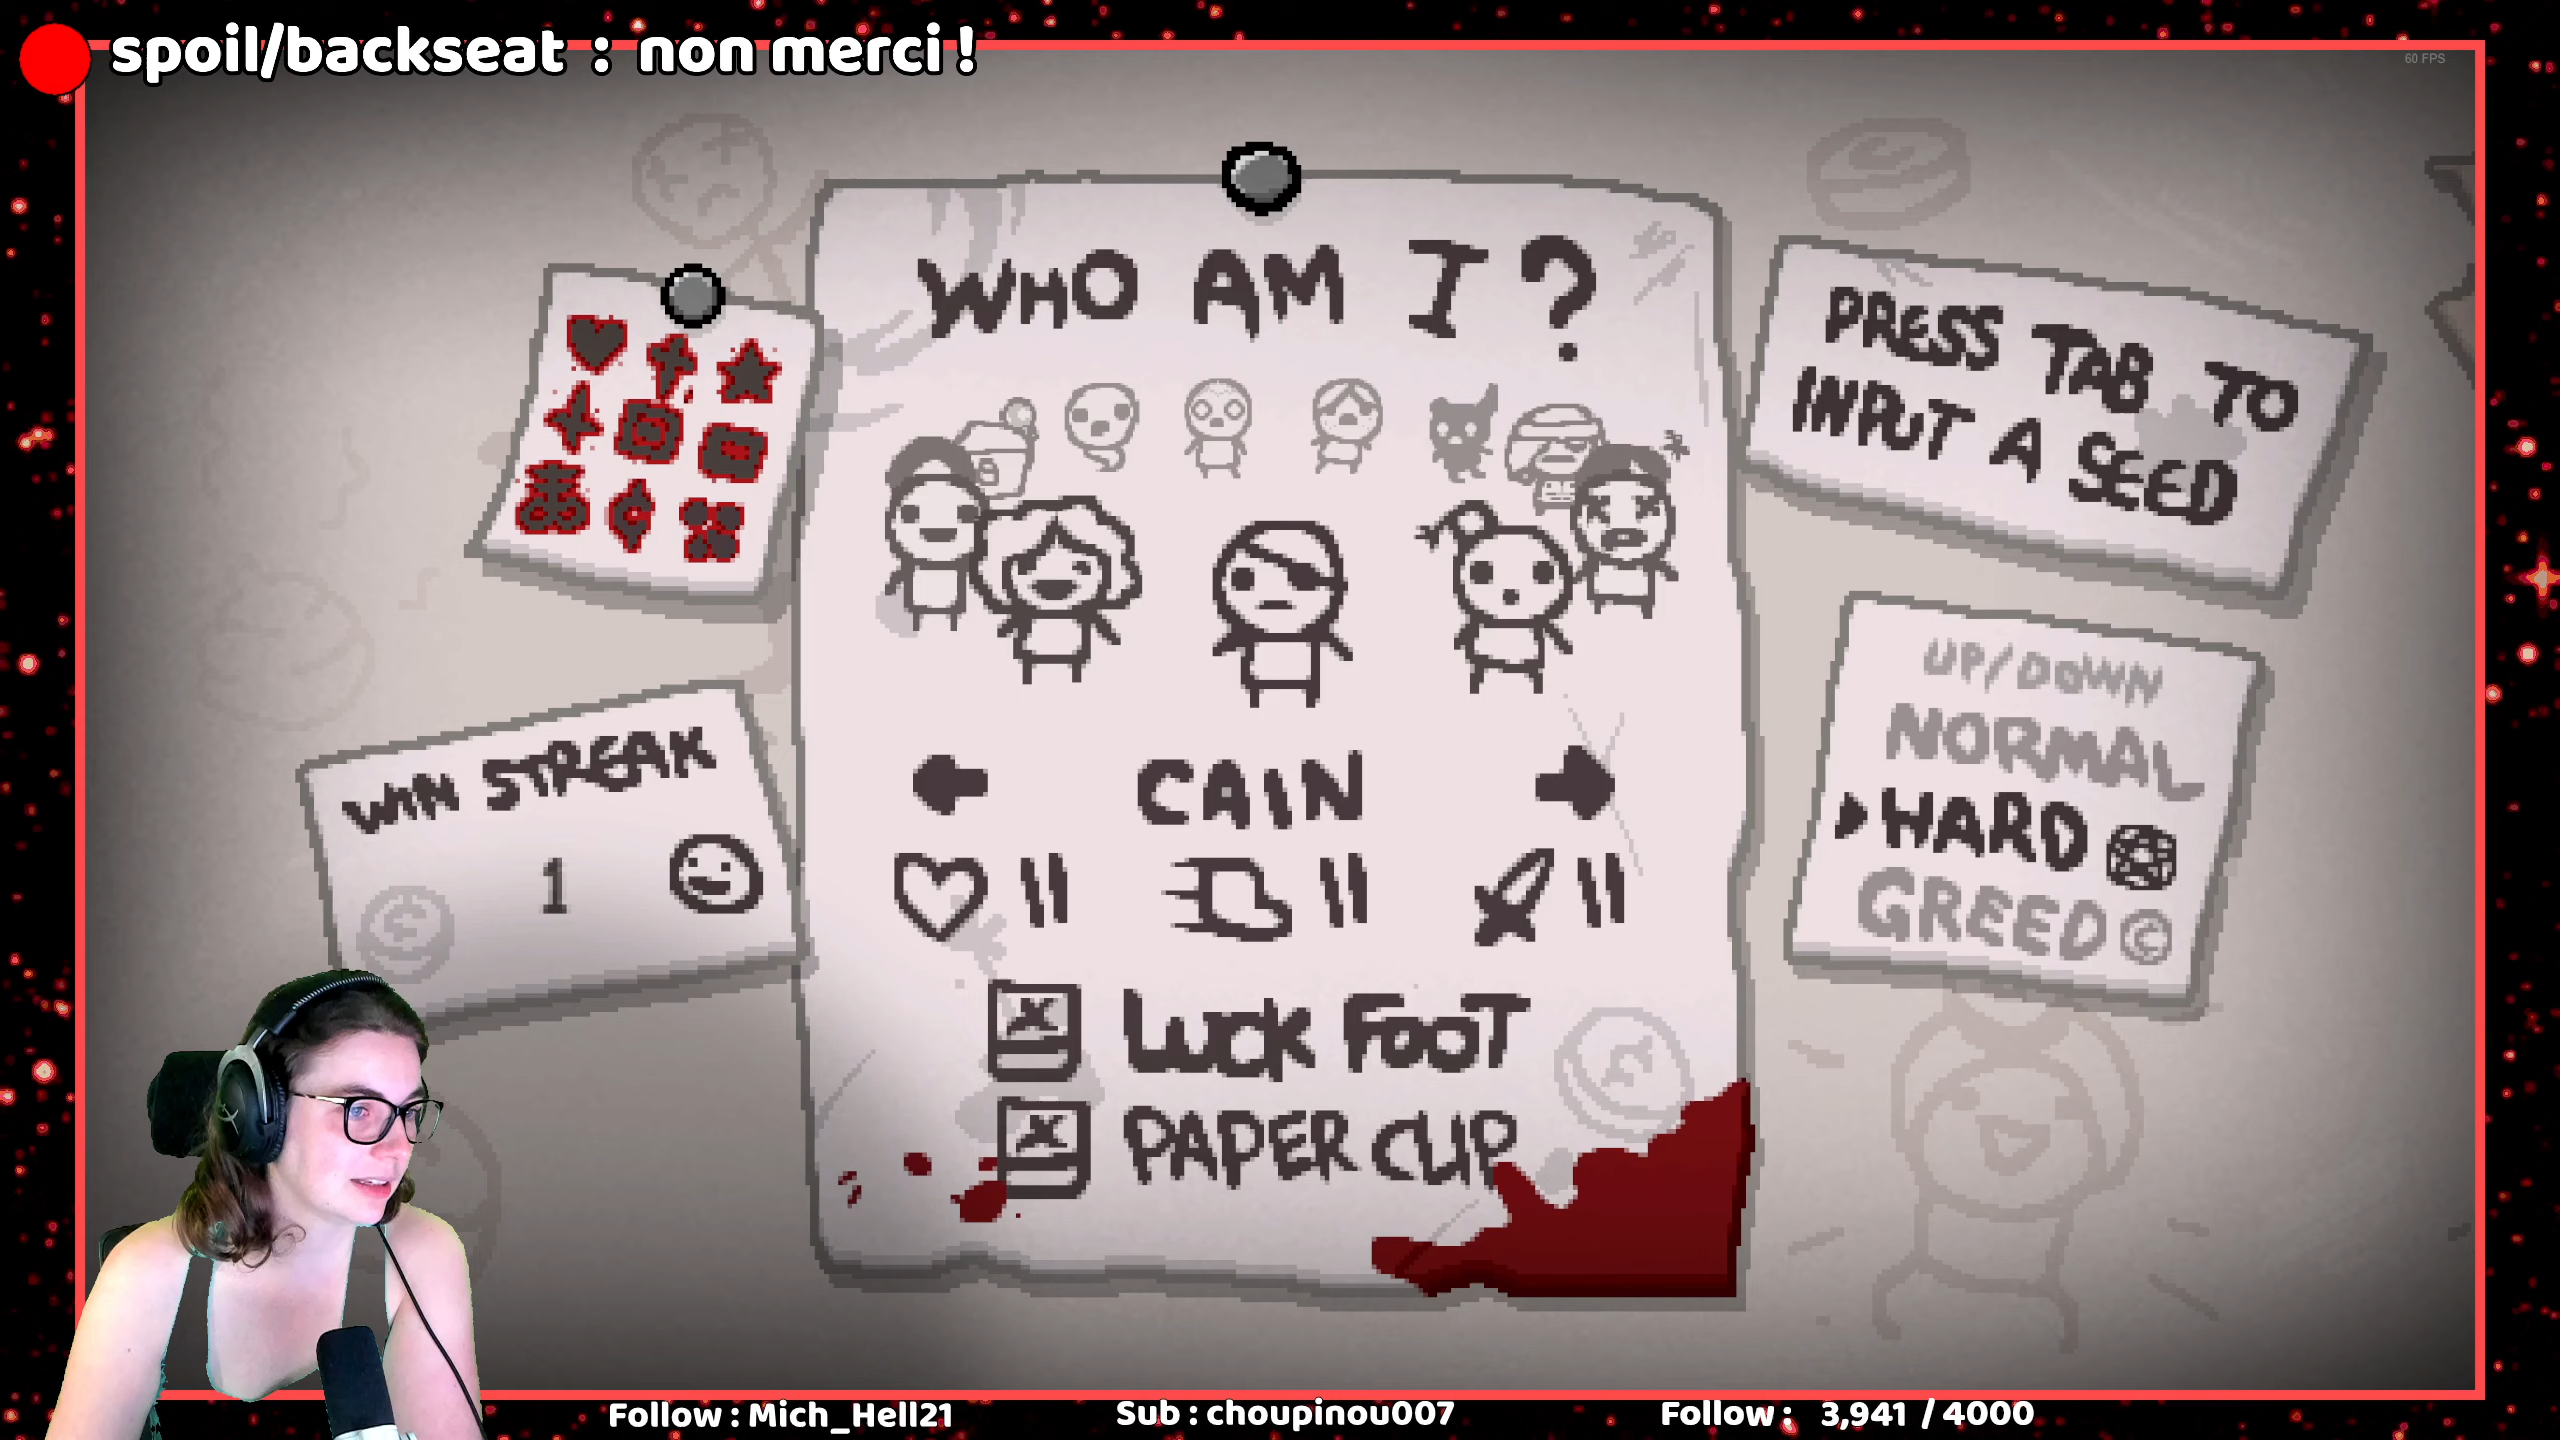 spoil/backseat : non merci !
60 FPS
WHO AM I ?
PRESS TAB TO
INPUT A SEED
UP/DOWN
NORMAL
HARD
GREED
WIN STREAK
1
CAIN
LUCK FOOT
PAPER CLIP
Follow : Mich_Hell21
Sub : choupinou007
Follow : 3,941 / 4000